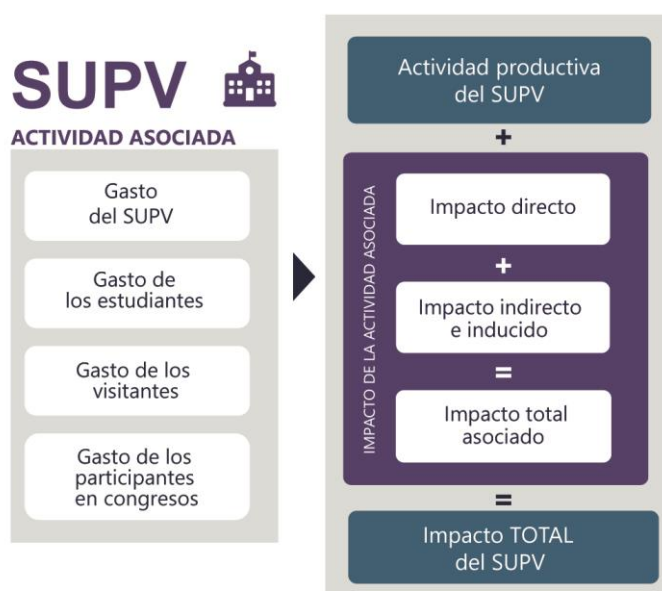 SUPV
ACTIVIDAD ASOCIADA
Gasto
del SUPV
Gasto de
los estudiantes
Gasto de los
visitantes
Gasto de los
participantes
en congresos
Actividad productiva
del SUPV
+
IMPACTO DE LA ACTIVIDAD ASOCIADA
Impacto directo
+
Impacto indirecto
e inducido
=
Impacto total
asociado
=
Impacto TOTAL
del SUPV